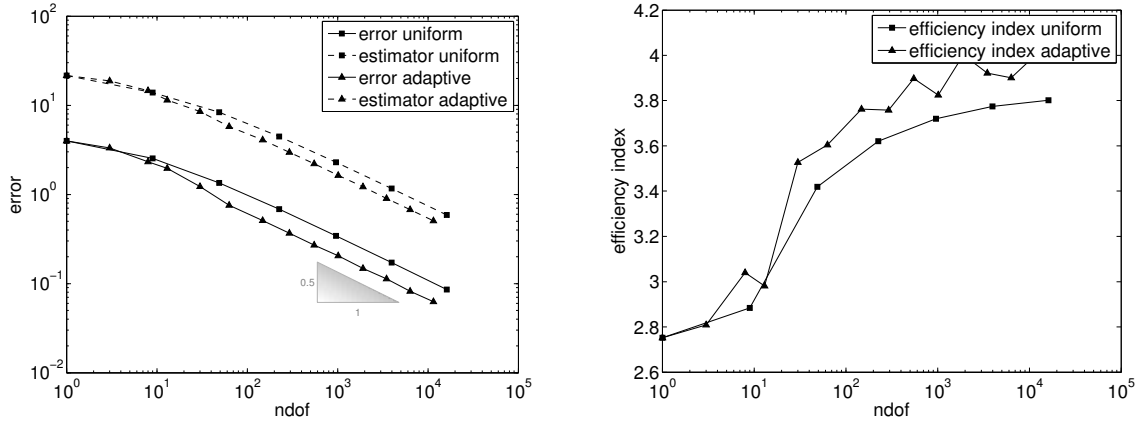 10^2
10^1
10^0
10^-1
10^-2
error
error uniform
estimator uniform
error adaptive
estimator adaptive
0.5
1
10^0 10^1 10^2 10^3 10^4 10^5
ndof
4.2
4
3.8
3.6
3.4
3.2
3
2.8
2.6
efficiency index
efficiency index uniform
efficiency index adaptive
10^0 10^1 10^2 10^3 10^4 10^5
ndof